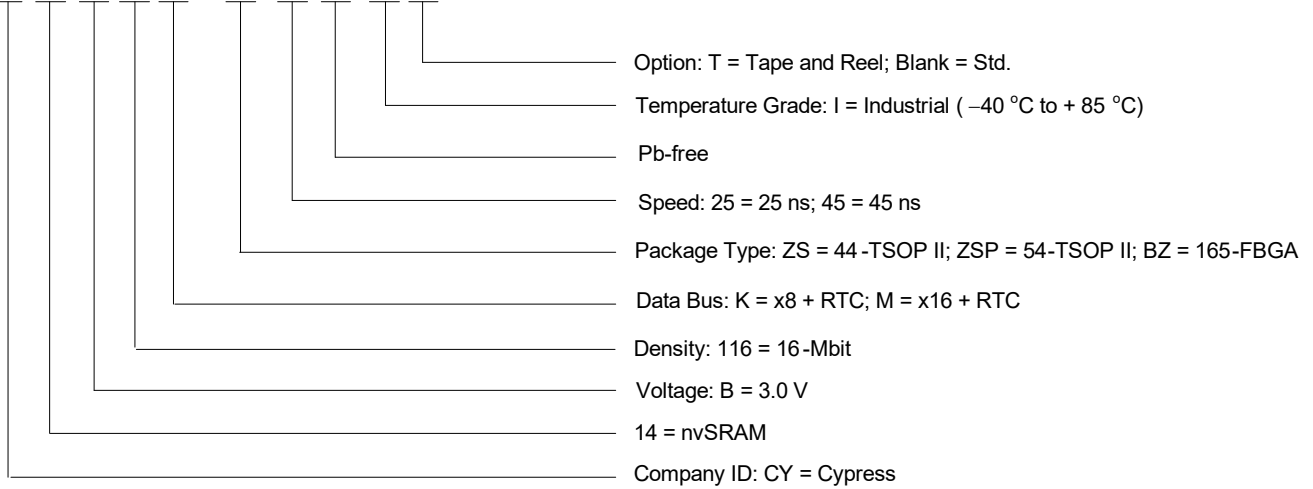 Option: T = Tape and Reel; Blank = Std.
Temperature Grade: I = Industrial ( –40 °C to + 85 °C)
Pb-free
Speed: 25 = 25 ns; 45 = 45 ns
Package Type: ZS = 44-TSOP II; ZSP = 54-TSOP II; BZ = 165-FBGA
Data Bus: K = x8 + RTC; M = x16 + RTC
Density: 116 = 16-Mbit
Voltage: B = 3.0 V
14 = nvSRAM
Company ID: CY = Cypress